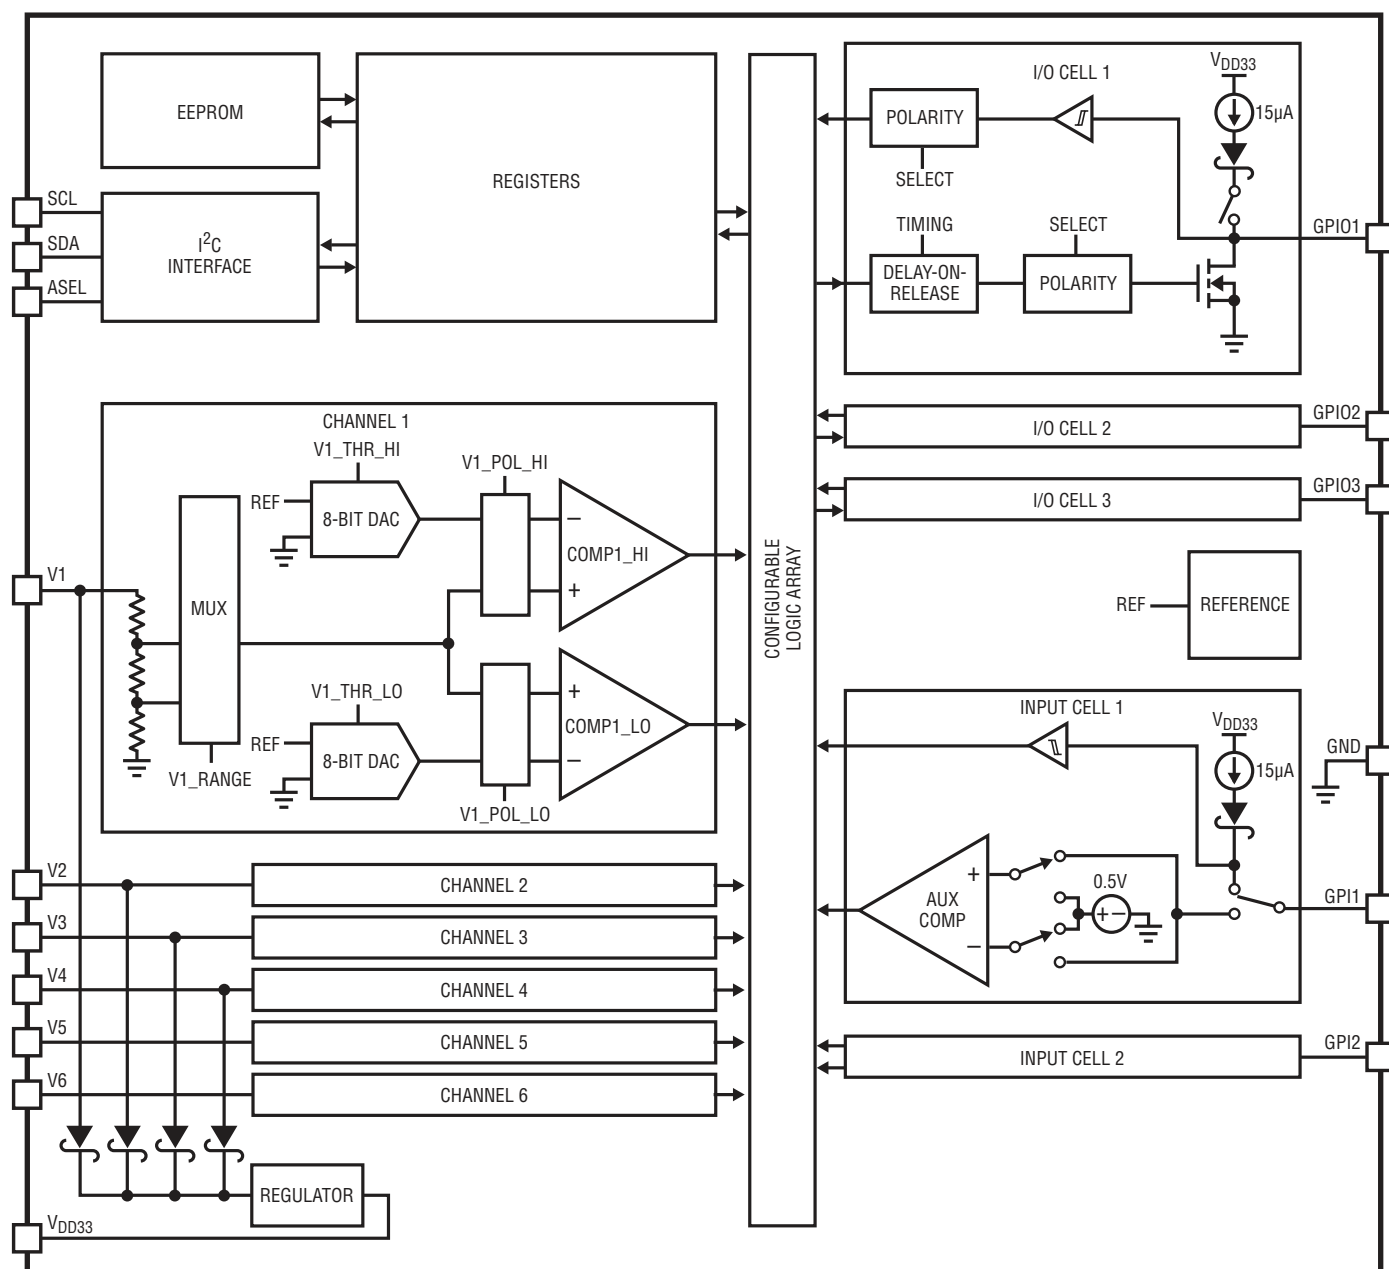 EEPROM
REGISTERS
I2C
INTERFACE
SCL
SDA
ASEL
I/O CELL 1
VDD33
15µA
POLARITY
SELECT
TIMING
SELECT
DELAY-ON-
RELEASE
POLARITY
GPIO1
I/O CELL 2
GPIO2
I/O CELL 3
GPIO3
CHANNEL 1
V1_THR_HI
V1_POL_HI
REF
8-BIT DAC
−
COMP1_HI
+
V1
MUX
V1_THR_LO
REF
8-BIT DAC
+
COMP1_LO
−
V1_RANGE
V1_POL_LO
CONFIGURABLE
LOGIC ARRAY
REF
REFERENCE
INPUT CELL 1
VDD33
15µA
GND
+
AUX
COMP
−
0.5V
+−
GPI1
INPUT CELL 2
GPI2
V2
CHANNEL 2
V3
CHANNEL 3
V4
CHANNEL 4
V5
CHANNEL 5
V6
CHANNEL 6
REGULATOR
VDD33